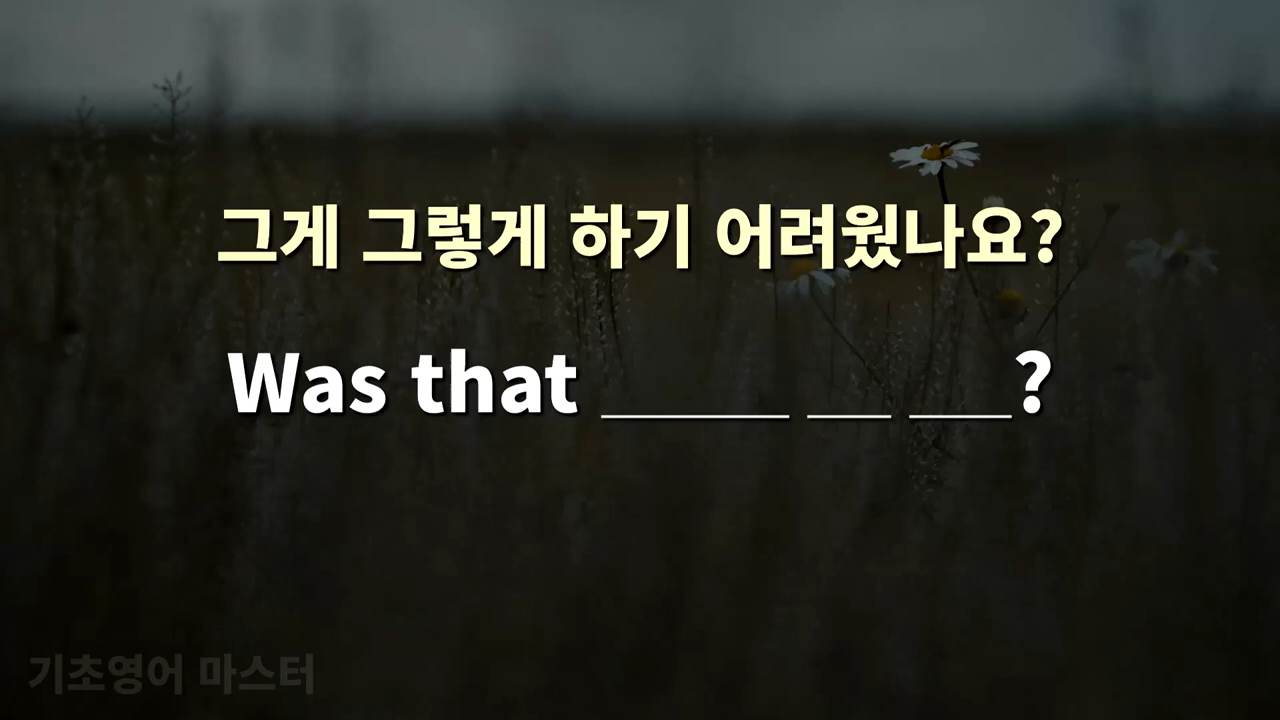 그게 그렇게 하기 어려웠나요?
Was that _____ __ ___?
기초영어 마스터